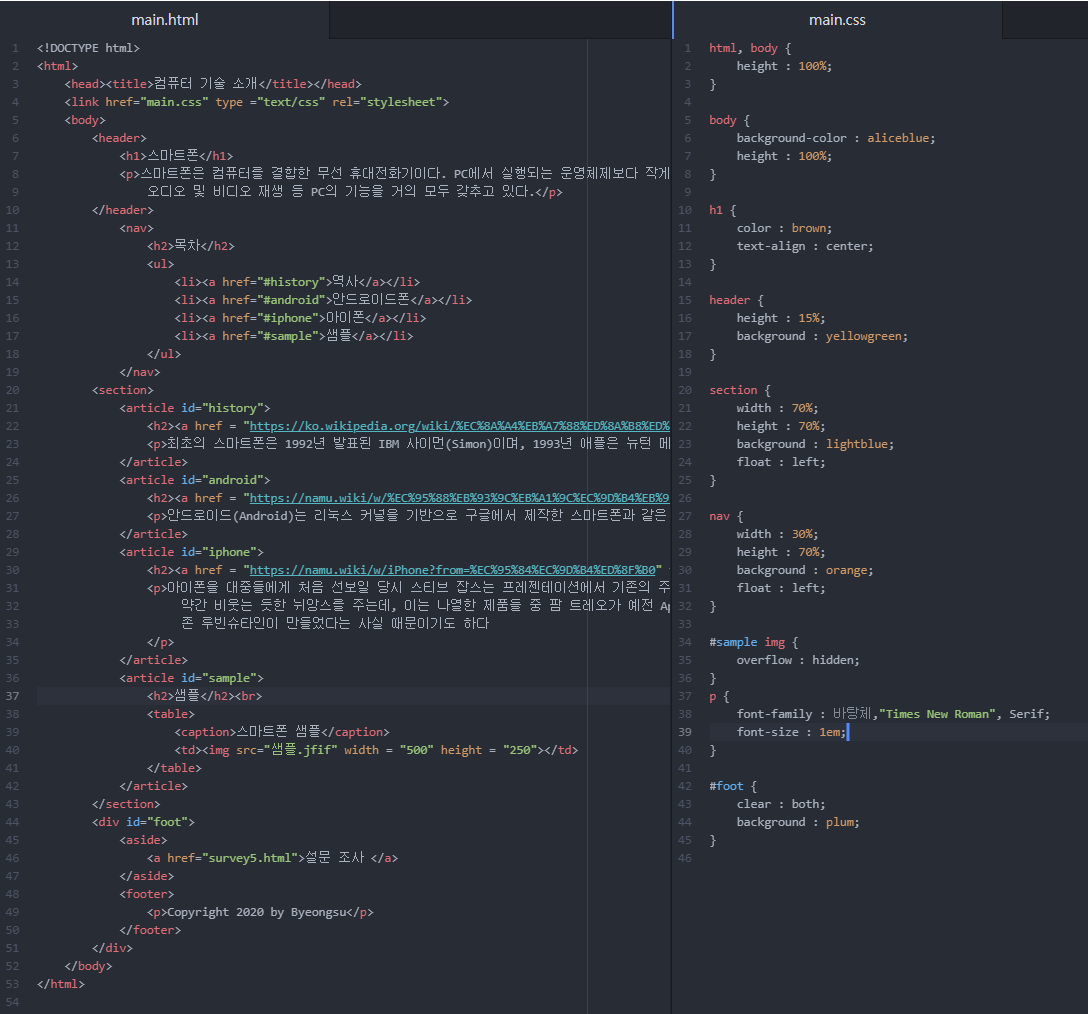 main.html
1 <!DOCTYPE html>
2 <html>
3 <head><title>컴퓨터 기술 소개</title></head>
4 <link href="main.css" type ="text/css" rel="stylesheet">
5 <body>
6 <header>
7 <h1>스마트폰</h1>
8 <p>스마트폰은 컴퓨터를 결합한 무선 휴대전화기이다. PC에서 실행되는 운영체제보다 작게
9 오디오 및 비디오 재생 등 PC의 기능을 거의 모두 갖추고 있다.</p>
10 </header>
11 <nav>
12 <h2>목차</h2>
13 <ul>
14 <li><a href="#history">역사</a></li>
15 <li><a href="#android">안드로이드폰</a></li>
16 <li><a href="#iphone">아이폰</a></li>
17 <li><a href="#sample">샘플</a></li>
18 </ul>
19 </nav>
20 <section>
21 <article id="history">
22 <h2><a href = "https://ko.wikipedia.org/wiki/%EC%8A%A4%EB%A7%88%ED%8A%B8%ED%
23 <p>최초의 스마트폰은 1992년 발표된 IBM 사이먼(Simon)이며, 1993년 애플은 뉴턴 메
24 </article>
25 <article id="android">
26 <h2><a href = "https://namu.wiki/w/%EC%95%88%EB%93%9C%EB%A1%9C%EC%9D%B4%EB%9
27 <p>안드로이드(Android)는 리눅스 커널을 기반으로 구글에서 제작한 스마트폰과 같은
28 </article>
29 <article id="iphone">
30 <h2><a href = "https://namu.wiki/w/iPhone?from=%EC%95%84%EC%9D%B4%ED%8F%B0"
31 <p>아이폰을 대중들에게 처음 선보일 당시 스티브 잡스는 프레젠테이션에서 기존의 주
32 약간 비웃는 듯한 뉘앙스를 주는데, 이는 나열한 제품들 중 팜 트레오가 예전 Ap
33 존 루빈슈타인이 만들었다는 사실 때문이기도 하다
34 </p>
35 </article>
36 <article id="sample">
37 <h2>샘플</h2><br>
38 <table>
39 <caption>스마트폰 샘플</caption>
40 <td><img src="샘플.jfif" width = "500" height = "250"></td>
41 </table>
42 </article>
43 </section>
44 <div id="foot">
45 <aside>
46 <a href="survey5.html">설문 조사 </a>
47 </aside>
48 <footer>
49 <p>Copyright 2020 by Byeongsu</p>
50 </footer>
51 </div>
52 </body>
53 </html>
54
main.css
1 html, body {
2 height : 100%;
3 }
4
5 body {
6 background-color : aliceblue;
7 height : 100%;
8 }
9
10 h1 {
11 color : brown;
12 text-align : center;
13 }
14
15 header {
16 height : 15%;
17 background : yellowgreen;
18 }
19
20 section {
21 width : 70%;
22 height : 70%;
23 background : lightblue;
24 float : left;
25 }
26
27 nav {
28 width : 30%;
29 height : 70%;
30 background : orange;
31 float : left;
32 }
33
34 #sample img {
35 overflow : hidden;
36 }
37 p {
38 font-family : 바탕체,"Times New Roman", Serif;
39 font-size : 1em;
40 }
41
42 #foot {
43 clear : both;
44 background : plum;
45 }
46